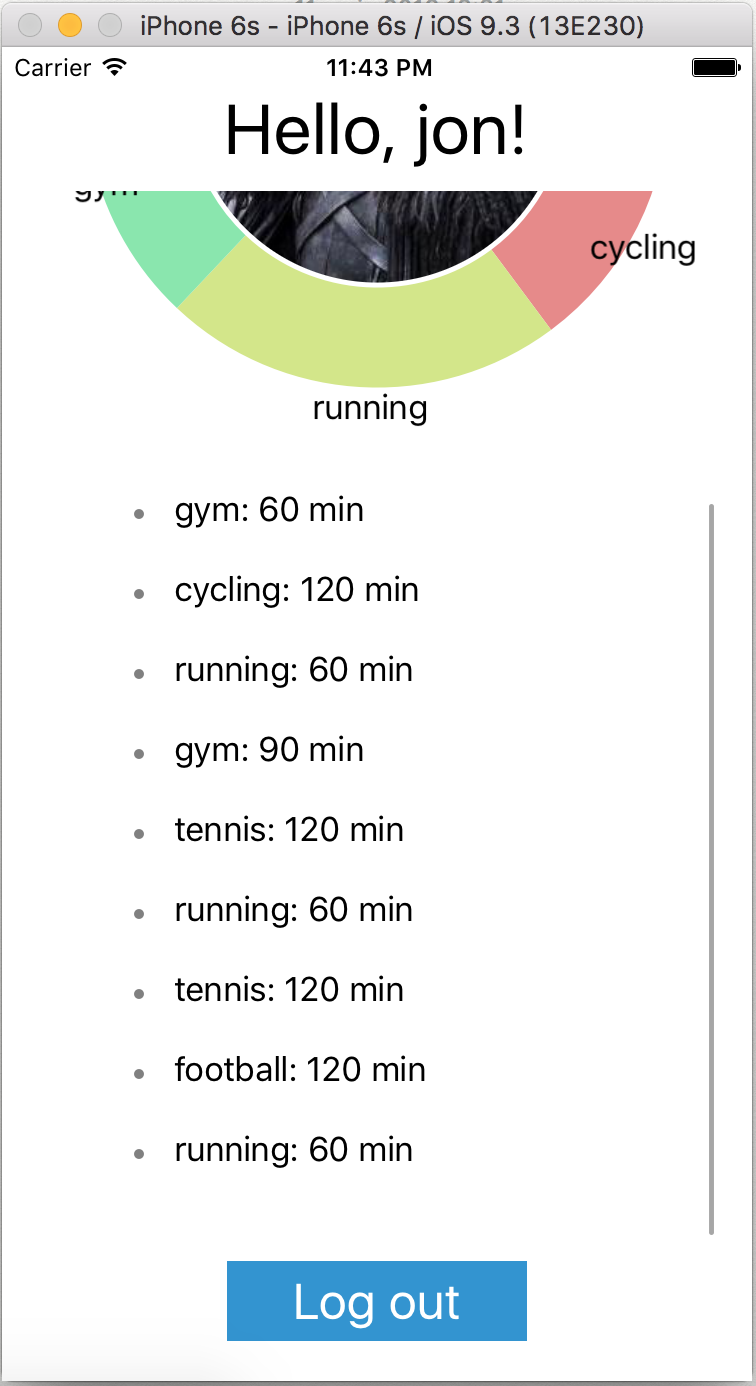 iPhone 6s - iPhone 6s / iOS 9.3 (13E230)
Carrier 11:43 PM
Hello, jon!
gym
cycling
running
• gym: 60 min
• cycling: 120 min
• running: 60 min
• gym: 90 min
• tennis: 120 min
• running: 60 min
• tennis: 120 min
• football: 120 min
• running: 60 min
Log out